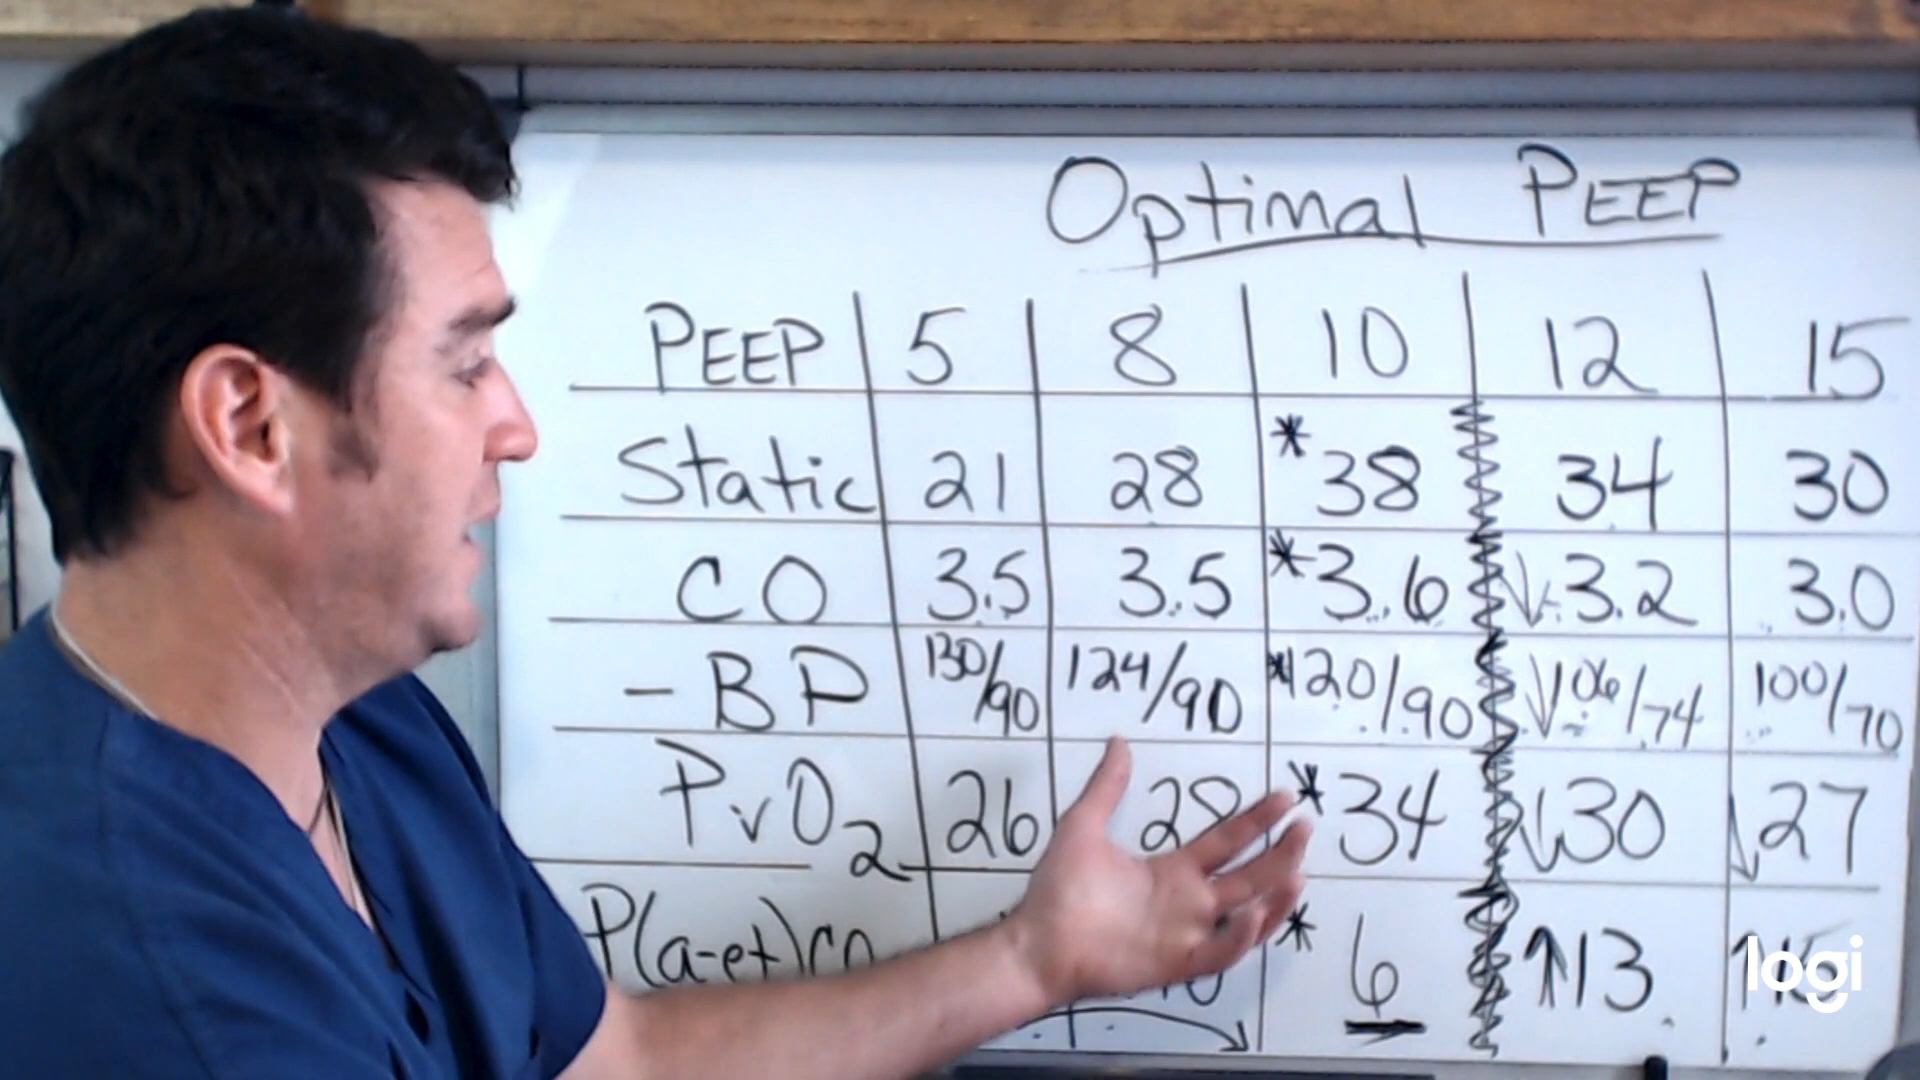 Optimal PEEP
PEEP 5 8 10 12 15
Static 21 28 *38 34 30
CO 3.5 3.5 *3.6 ↓3.2 3.0
-BP 130/90 124/90 *120/90 ↓106/74 100/70
PvO2 26 28 *34 ↓30 ↓27
P(a-et)CO * 6 ↑13
logi